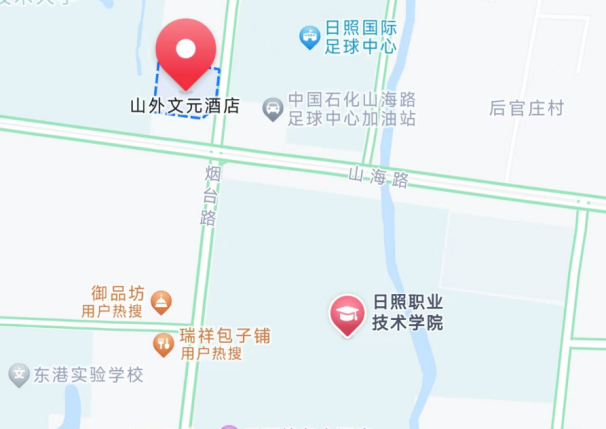 日照国际
足球中心
山外文元酒店
中国石化山海路
足球中心加油站
后官庄村
山海路
烟台路
御品坊
用户热搜
日照职业
技术学院
瑞祥包子铺
用户热搜
文
东港实验学校